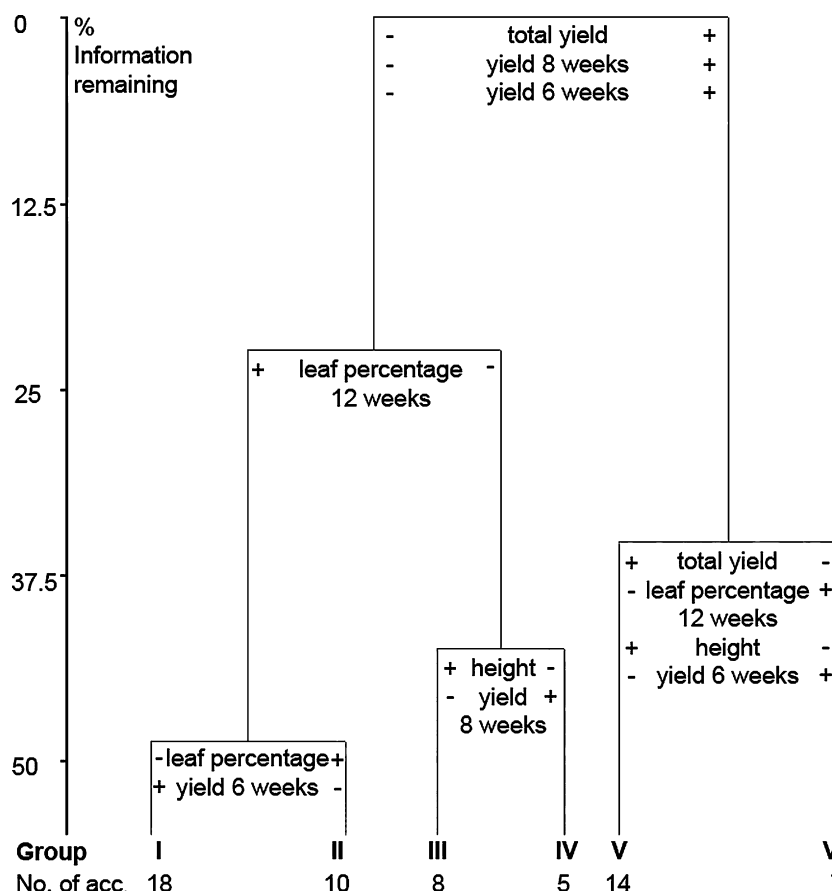 0
%
Information
remaining
- total yield +
- yield 8 weeks +
- yield 6 weeks +
12.5
+ leaf percentage -
12 weeks
25
37.5
+ total yield -
- leaf percentage +
12 weeks
+ height -
- yield 6 weeks +
+ height -
- yield +
8 weeks
50
- leaf percentage +
+ yield 6 weeks -
Group I II III IV V
No. of acc. 18 10 8 5 14